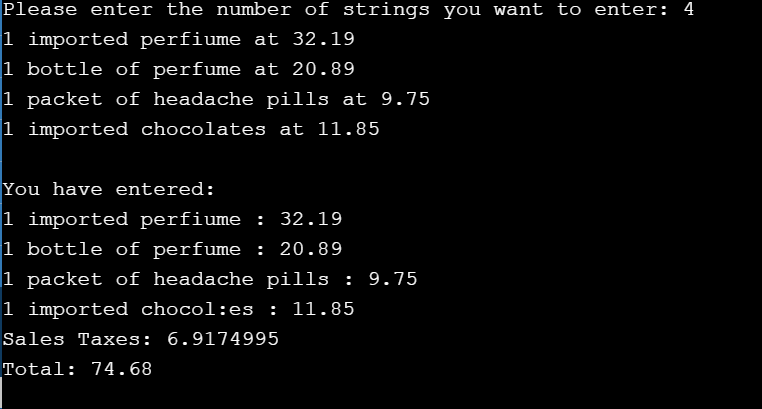 Please enter the number of strings you want to enter: 4
1 imported perfiume at 32.19
1 bottle of perfume at 20.89
1 packet of headache pills at 9.75
1 imported chocolates at 11.85
You have entered:
1 imported perfiume : 32.19
1 bottle of perfume : 20.89
1 packet of headache pills : 9.75
1 imported chocol:es : 11.85
Sales Taxes: 6.9174995
Total: 74.68